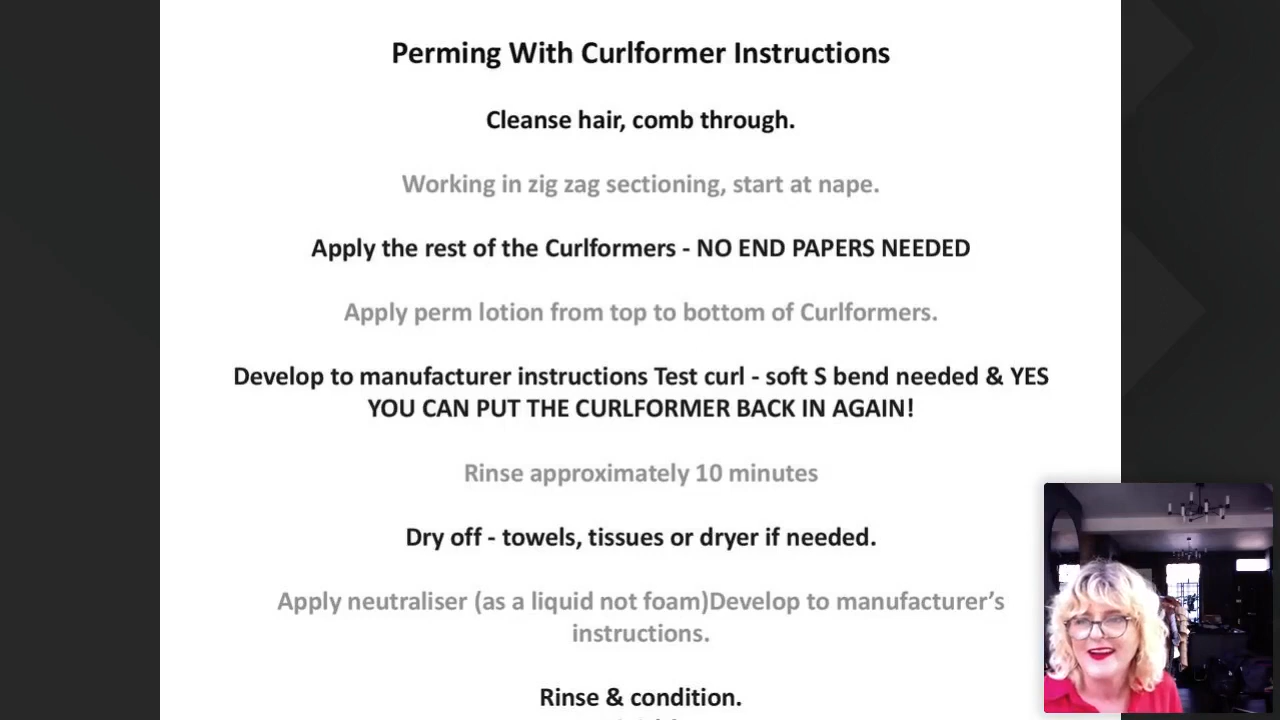 Perming With Curlformer Instructions
Cleanse hair, comb through.
Working in zig zag sectioning, start at nape.
Apply the rest of the Curlformers - NO END PAPERS NEEDED
Apply perm lotion from top to bottom of Curlformers.
Develop to manufacturer instructions Test curl - soft S bend needed & YES
YOU CAN PUT THE CURLFORMER BACK IN AGAIN!
Rinse approximately 10 minutes
Dry off - towels, tissues or dryer if needed.
Apply neutraliser (as a liquid not foam)Develop to manufacturer’s
instructions.
Rinse & condition.